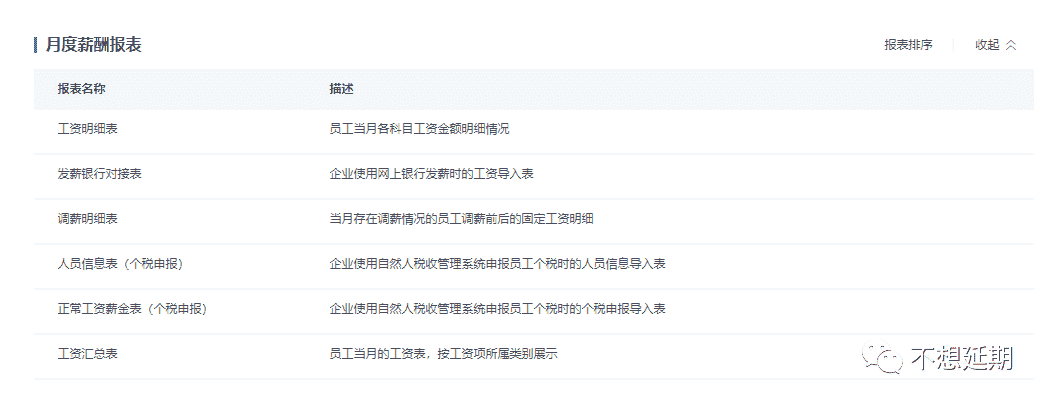 月度薪酬报表 报表排序 收起
报表名称 描述
工资明细表 员工当月各科目工资金额明细情况
发薪银行对接表 企业使用网上银行发薪时的工资导入表
调薪明细表 当月存在调薪情况的员工调薪前后的固定工资明细
人员信息表（个税申报） 企业使用自然人税收管理系统申报员工个税时的人员信息导入表
正常工资薪金表（个税申报） 企业使用自然人税收管理系统申报员工个税时的个税申报导入表
工资汇总表 员工当月的工资表，按工资项所属类别展示
不想延期